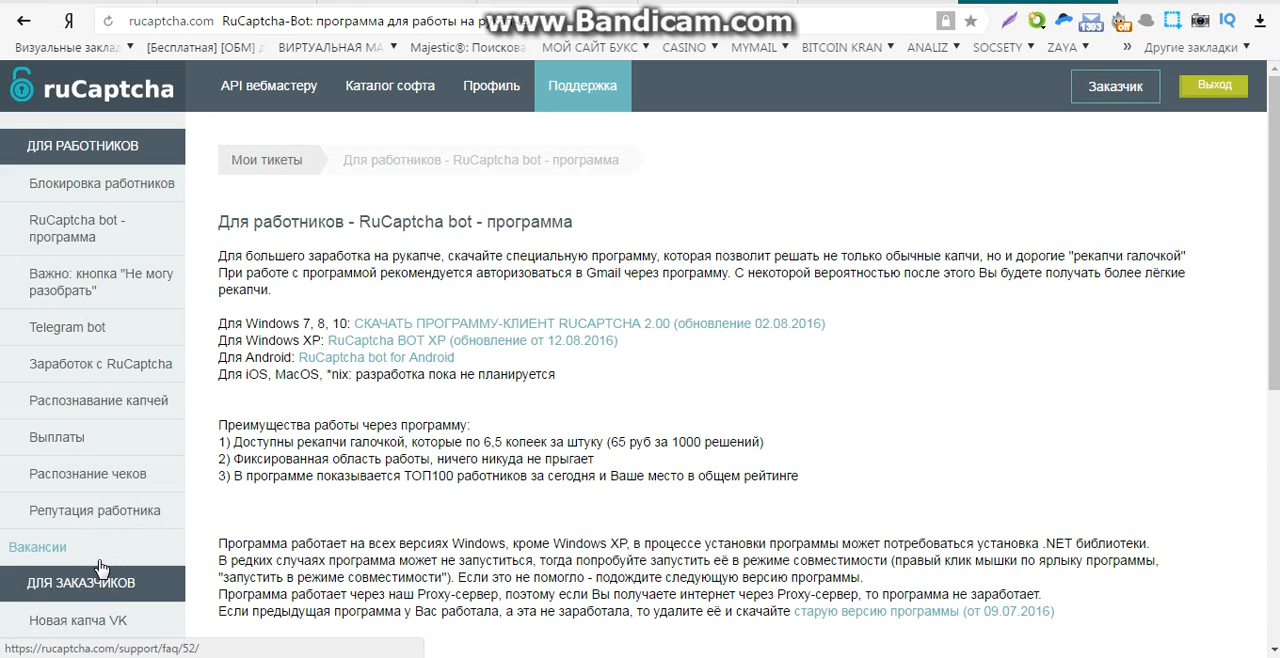 rucaptcha.com RuCaptcha-Bot: программа для работы на
www.Bandicam.com
1393
off
IQ
Визуальные заклад
[Бесплатная] [ОБМ]
ВИРТУАЛЬНАЯ МА
Majestic®: Поискова
МОЙ САЙТ БУКС
CASINO
MYMAIL
BITCOIN KRAN
ANALIZ
SOCSETY
ZAYA
»
Другие закладки
ruCaptcha
API вебмастеру
Каталог софта
Профиль
Поддержка
Заказчик
Выход
ДЛЯ РАБОТНИКОВ
Блокировка работников
RuCaptcha bot -
программа
Важно: кнопка "Не могу
разобрать"
Telegram bot
Заработок с RuCaptcha
Распознавание капчей
Выплаты
Распознание чеков
Репутация работника
Вакансии
ДЛЯ ЗАКАЗЧИКОВ
Новая капча VK
Мои тикеты
Для работников - RuCaptcha bot - программа
Для работников - RuCaptcha bot - программа
Для большего заработка на рукапче, скачайте специальную программу, которая позволит решать не только обычные капчи, но и дорогие "рекапчи галочкой"
При работе с программой рекомендуется авторизоваться в Gmail через программу. С некоторой вероятностью после этого Вы будете получать более лёгкие
рекапчи.
Для Windows 7, 8, 10: СКАЧАТЬ ПРОГРАММУ-КЛИЕНТ RUCAPTCHA 2.00 (обновление 02.08.2016)
Для Windows XP: RuCaptcha BOT XP (обновление от 12.08.2016)
Для Android: RuCaptcha bot for Android
Для iOS, MacOS, *nix: разработка пока не планируется
Преимущества работы через программу:
1) Доступны рекапчи галочкой, которые по 6,5 копеек за штуку (65 руб за 1000 решений)
2) Фиксированная область работы, ничего никуда не прыгает
3) В программе показывается ТОП100 работников за сегодня и Ваше место в общем рейтинге
Программа работает на всех версиях Windows, кроме Windows XP, в процессе установки программы может потребоваться установка .NET библиотеки.
В редких случаях программа может не запуститься, тогда попробуйте запустить её в режиме совместимости (правый клик мышки по ярлыку программы,
"запустить в режиме совместимости"). Если это не помогло - подождите следующую версию программы.
Программа работает через наш Proxy-сервер, поэтому если Вы получаете интернет через Proxy-сервер, то программа не заработает.
Если предыдущая программа у Вас работала, а эта не заработала, то удалите её и скачайте старую версию программы (от 09.07.2016)
https://rucaptcha.com/support/faq/52/